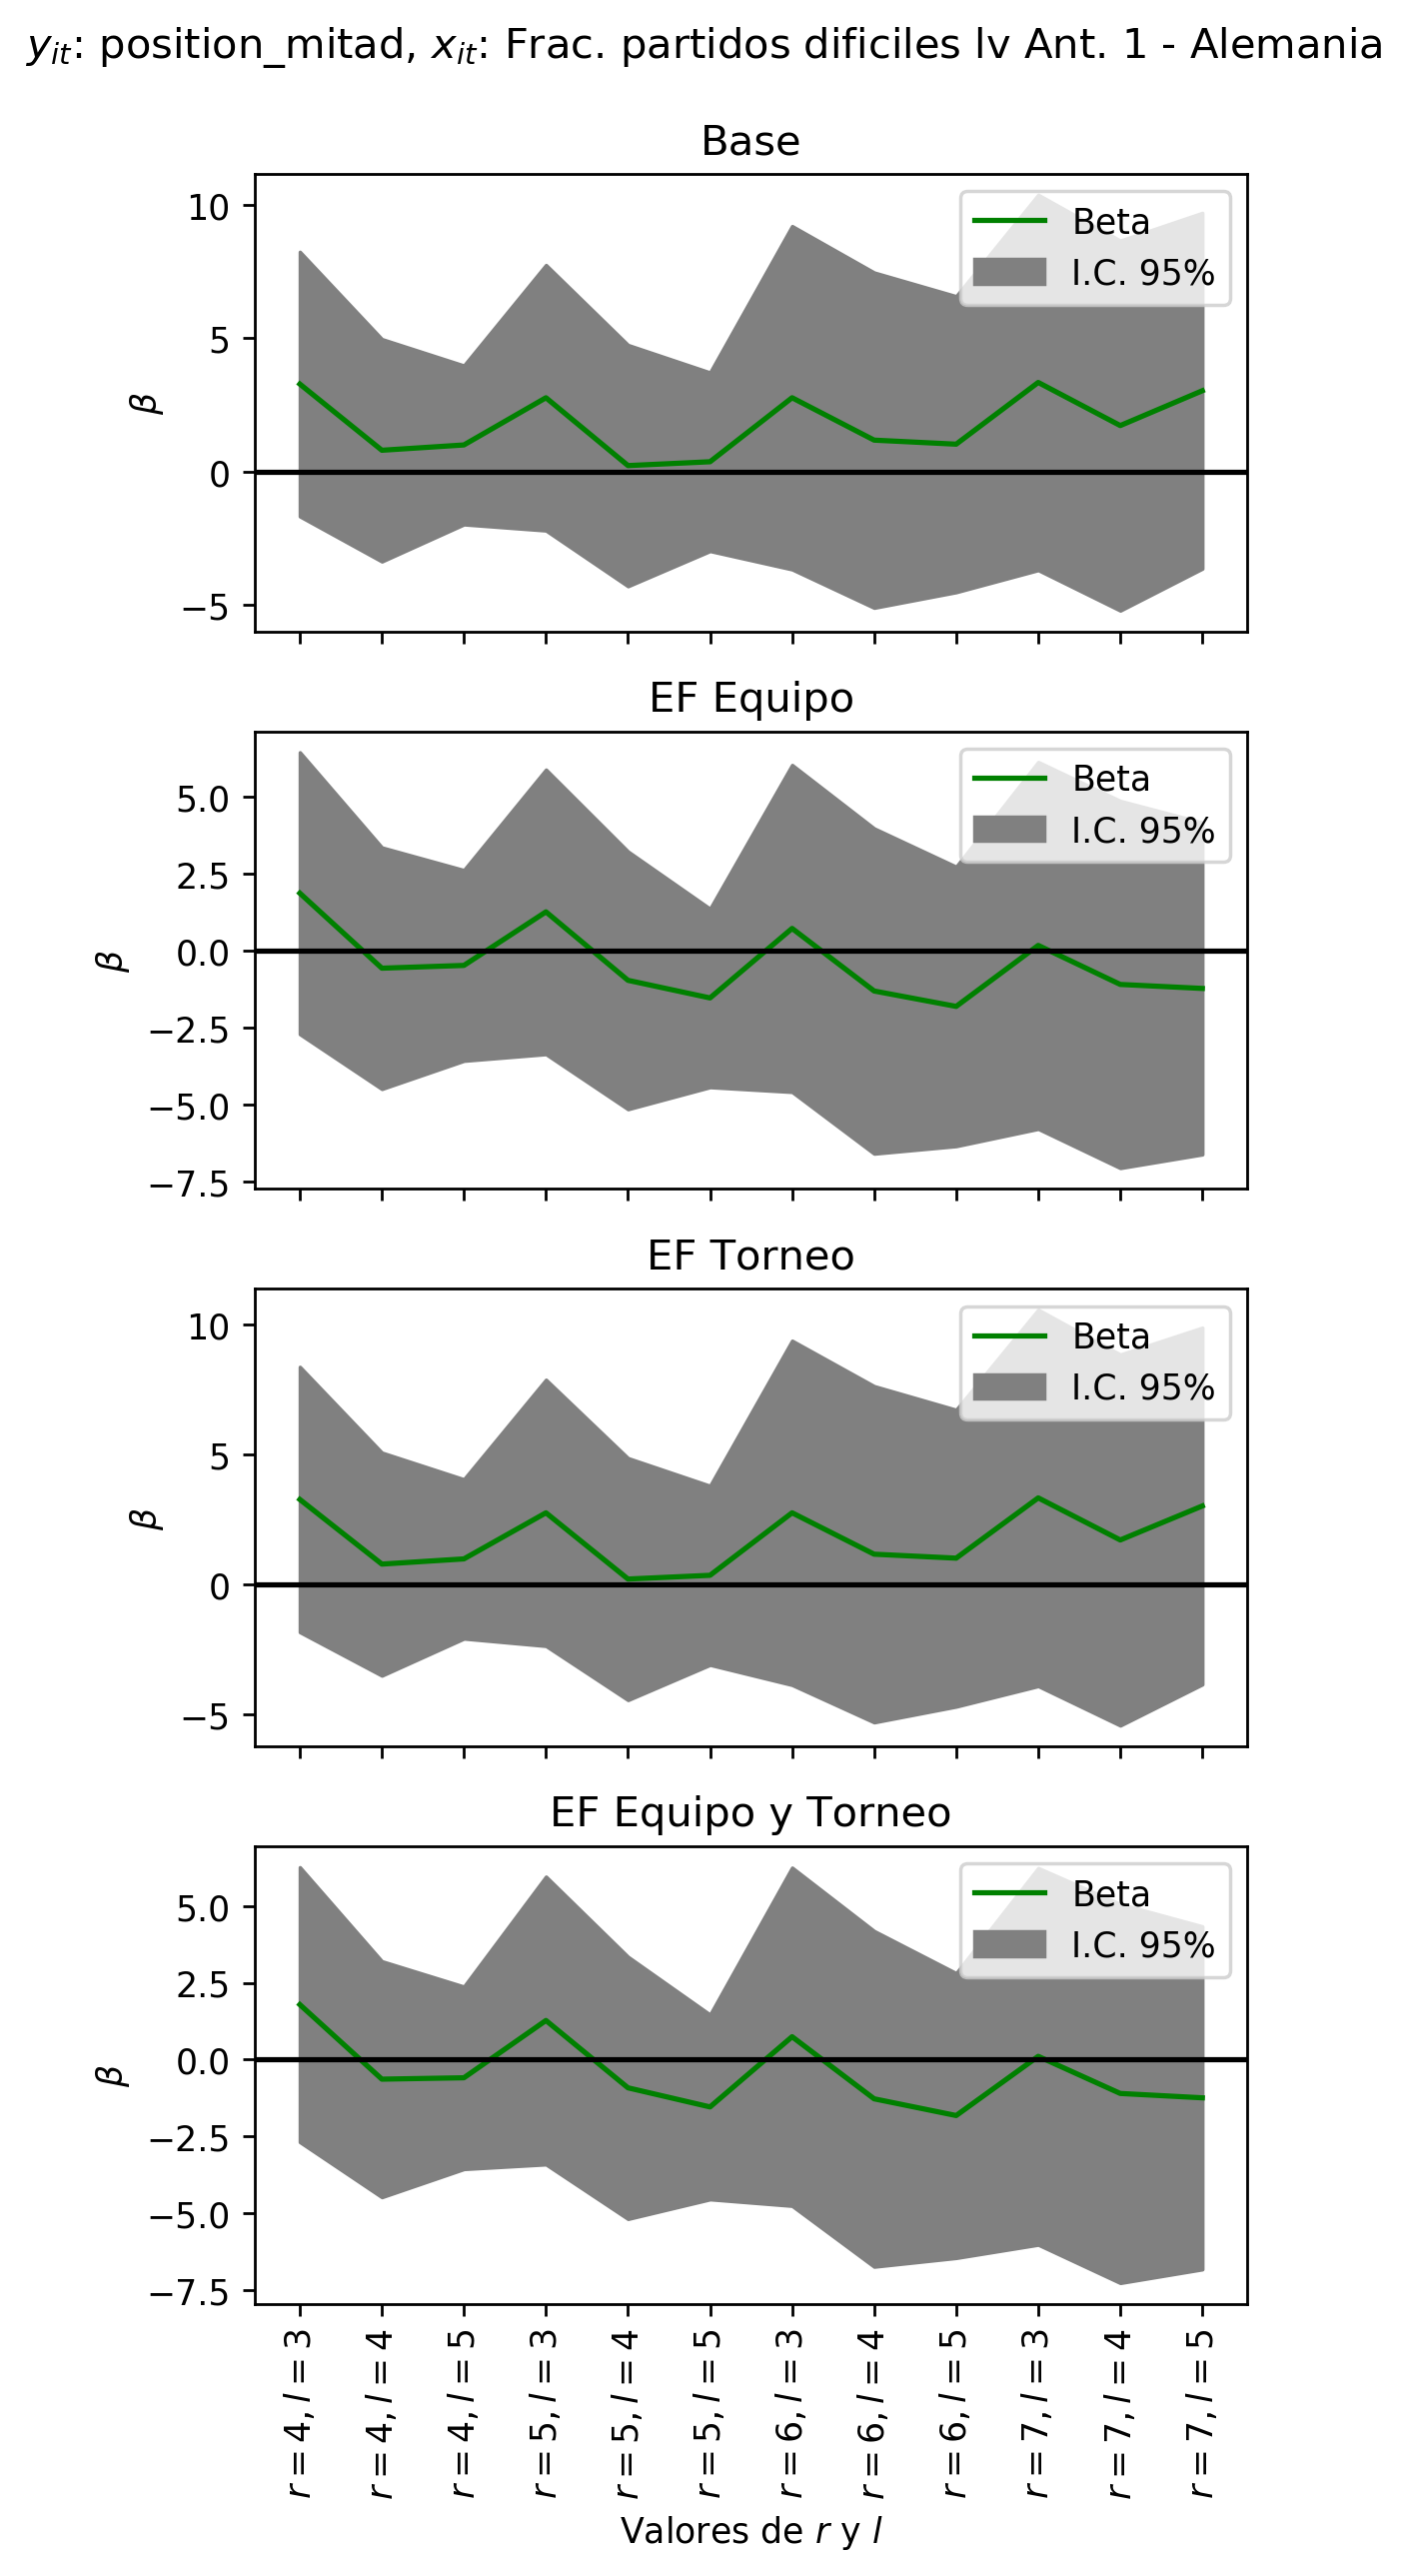 y_{it}: position_mitad, x_{it}: Frac. partidos dificiles lv Ant. 1 - Alemania
Base
10
5
0
−5
β
Beta
I.C. 95%
EF Equipo
5.0
2.5
0.0
−2.5
−5.0
−7.5
β
Beta
I.C. 95%
EF Torneo
10
5
0
−5
β
Beta
I.C. 95%
EF Equipo y Torneo
5.0
2.5
0.0
−2.5
−5.0
−7.5
β
Beta
I.C. 95%
r = 4, l = 3
r = 4, l = 4
r = 4, l = 5
r = 5, l = 3
r = 5, l = 4
r = 5, l = 5
r = 6, l = 3
r = 6, l = 4
r = 6, l = 5
r = 7, l = 3
r = 7, l = 4
r = 7, l = 5
Valores de r y l